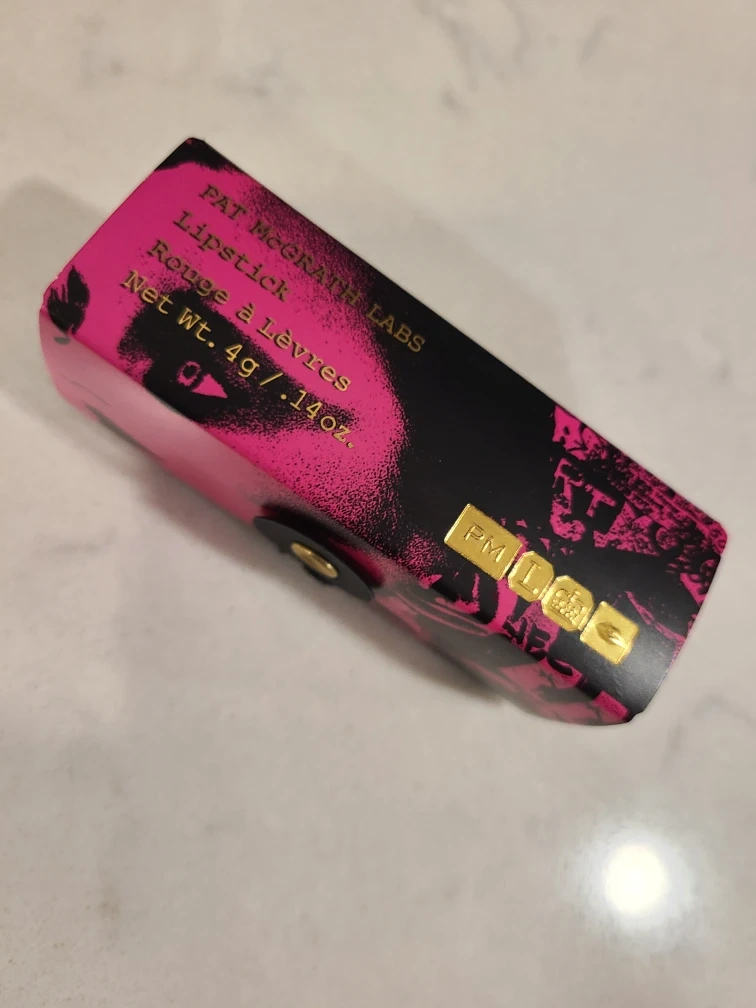 PAT McGRATH LABS
Lipstick
Rouge à Lèvres
Net Wt. 4g / .14oz.
PM L